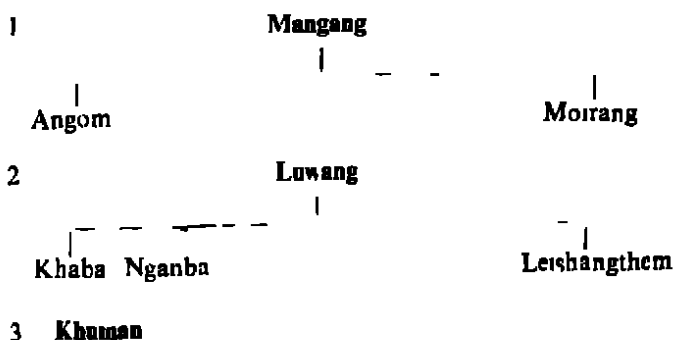 1 Mangang
Angom Moirang
2 Luwang
Khaba Nganba Leishangthem
3 Khuman